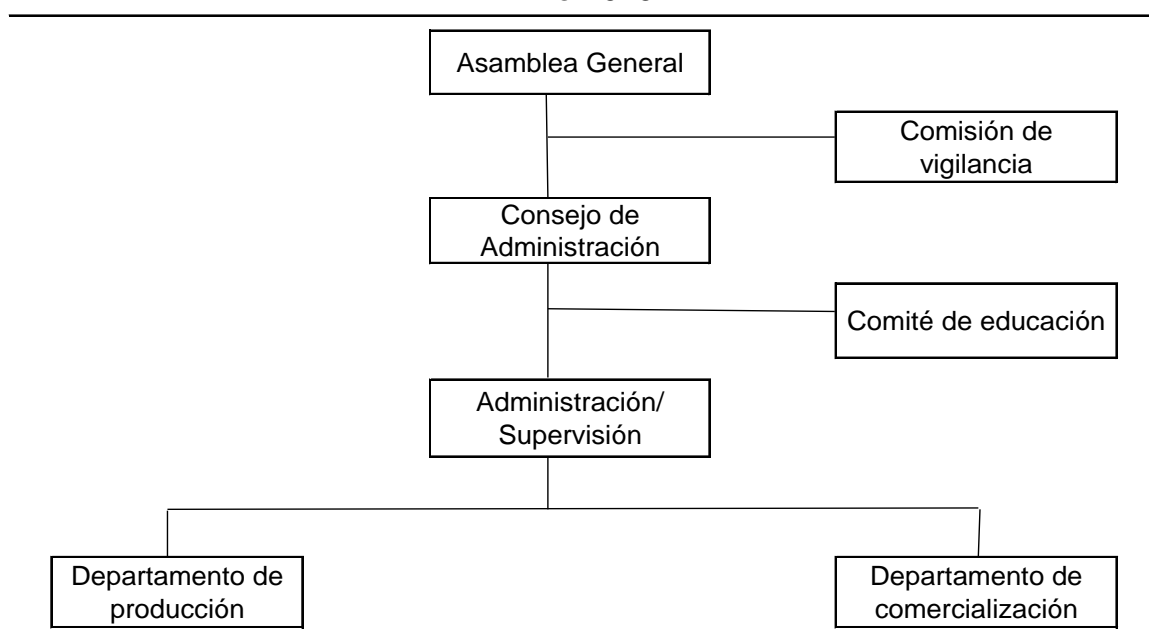 Asamblea General
Comisión de
vigilancia
Consejo de
Administración
Comité de educación
Administración/
Supervisión
Departamento de
producción
Departamento de
comercialización